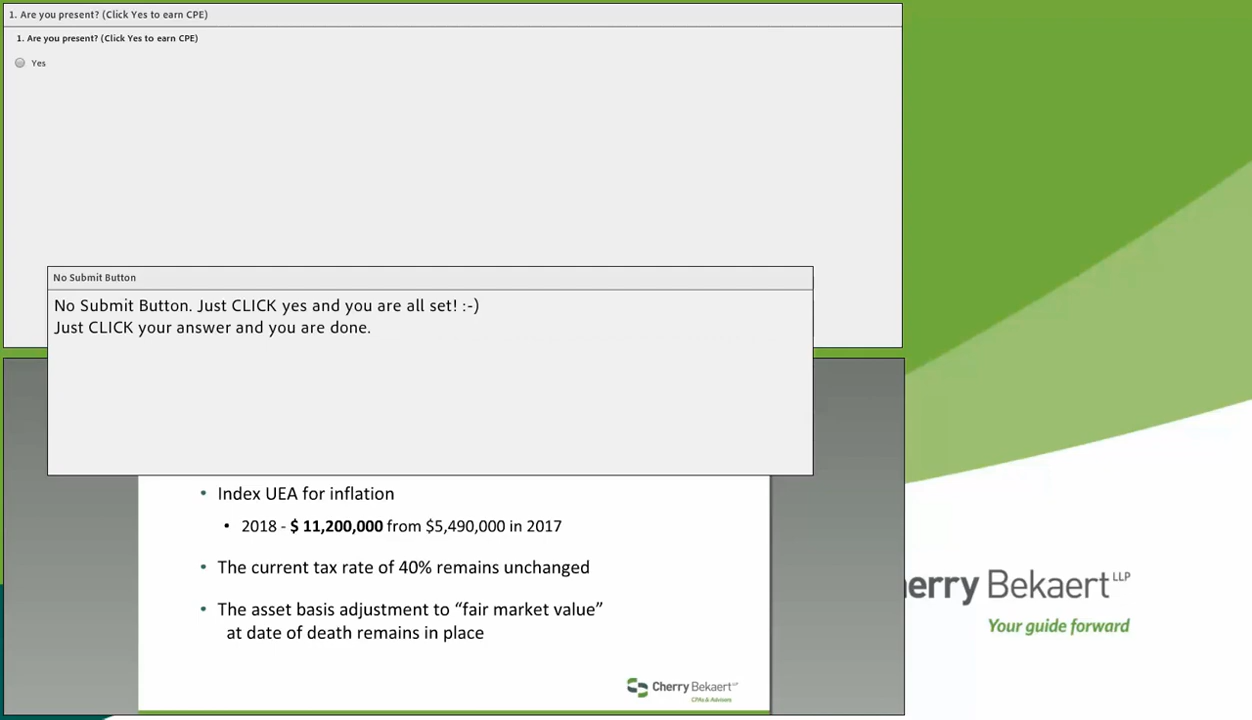 1. Are you present? (Click Yes to earn CPE)
1. Are you present? (Click Yes to earn CPE)
Yes
No Submit Button
No Submit Button. Just CLICK yes and you are all set! :-)
Just CLICK your answer and you are done.
• Index UEA for inflation
• 2018 - $ 11,200,000 from $5,490,000 in 2017
• The current tax rate of 40% remains unchanged
• The asset basis adjustment to “fair market value”
at date of death remains in place
Cherry Bekaert LLP
CPAs & Advisors
erry Bekaert LLP
Your guide forward